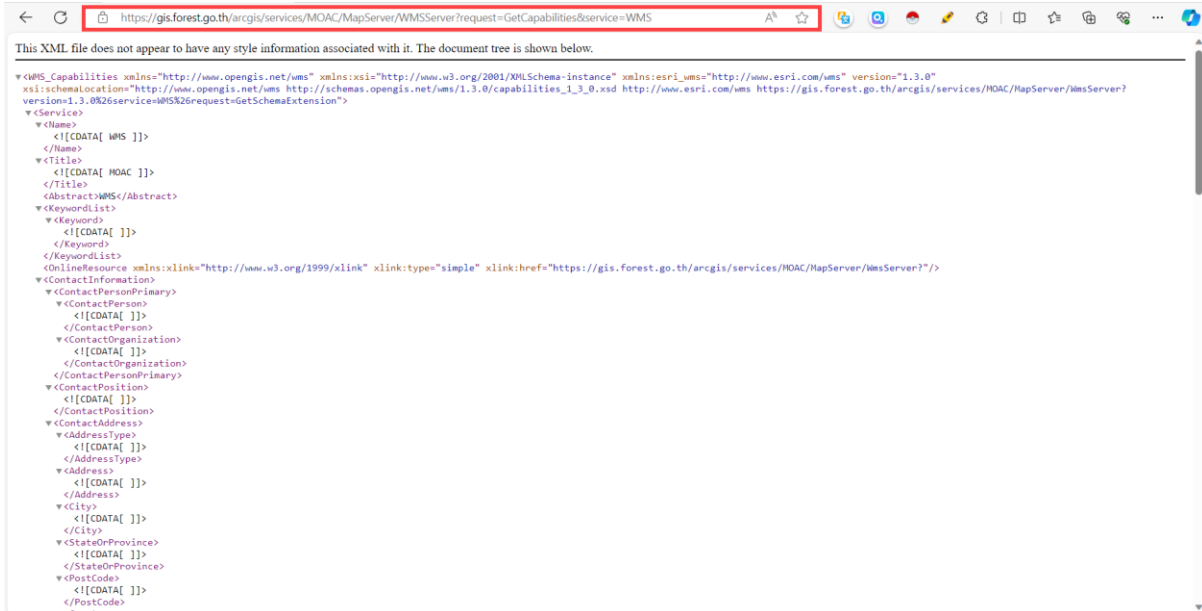 https://gis.forest.go.th/arcgis/services/MOAC/MapServer/WMSServer?request=GetCapabilities&service=WMS
This XML file does not appear to have any style information associated with it. The document tree is shown below.
▼<WMS_Capabilities xmlns="http://www.opengis.net/wms" xmlns:xsi="http://www.w3.org/2001/XMLSchema-instance" xmlns:esri_wms="http://www.esri.com/wms" version="1.3.0"
xsi:schemaLocation="http://www.opengis.net/wms http://schemas.opengis.net/wms/1.3.0/capabilities_1_3_0.xsd http://www.esri.com/wms https://gis.forest.go.th/arcgis/services/MOAC/MapServer/WmsServer?
version=1.3.0%26service=WMS%26request=GetSchemaExtension">
▼<Service>
▼<Name>
<![CDATA[ WMS ]]>
</Name>
▼<Title>
<![CDATA[ MOAC ]]>
</Title>
<Abstract>WMS</Abstract>
▼<KeywordList>
▼<Keyword>
<![CDATA[ ]]>
</Keyword>
</KeywordList>
<OnlineResource xmlns:xlink="http://www.w3.org/1999/xlink" xlink:type="simple" xlink:href="https://gis.forest.go.th/arcgis/services/MOAC/MapServer/WmsServer?"/>
▼<ContactInformation>
▼<ContactPersonPrimary>
▼<ContactPerson>
<![CDATA[ ]]>
</ContactPerson>
▼<ContactOrganization>
<![CDATA[ ]]>
</ContactOrganization>
</ContactPersonPrimary>
▼<ContactPosition>
<![CDATA[ ]]>
</ContactPosition>
▼<ContactAddress>
▼<AddressType>
<![CDATA[ ]]>
</AddressType>
▼<Address>
<![CDATA[ ]]>
</Address>
▼<City>
<![CDATA[ ]]>
</City>
▼<StateOrProvince>
<![CDATA[ ]]>
</StateOrProvince>
▼<PostCode>
<![CDATA[ ]]>
</PostCode>